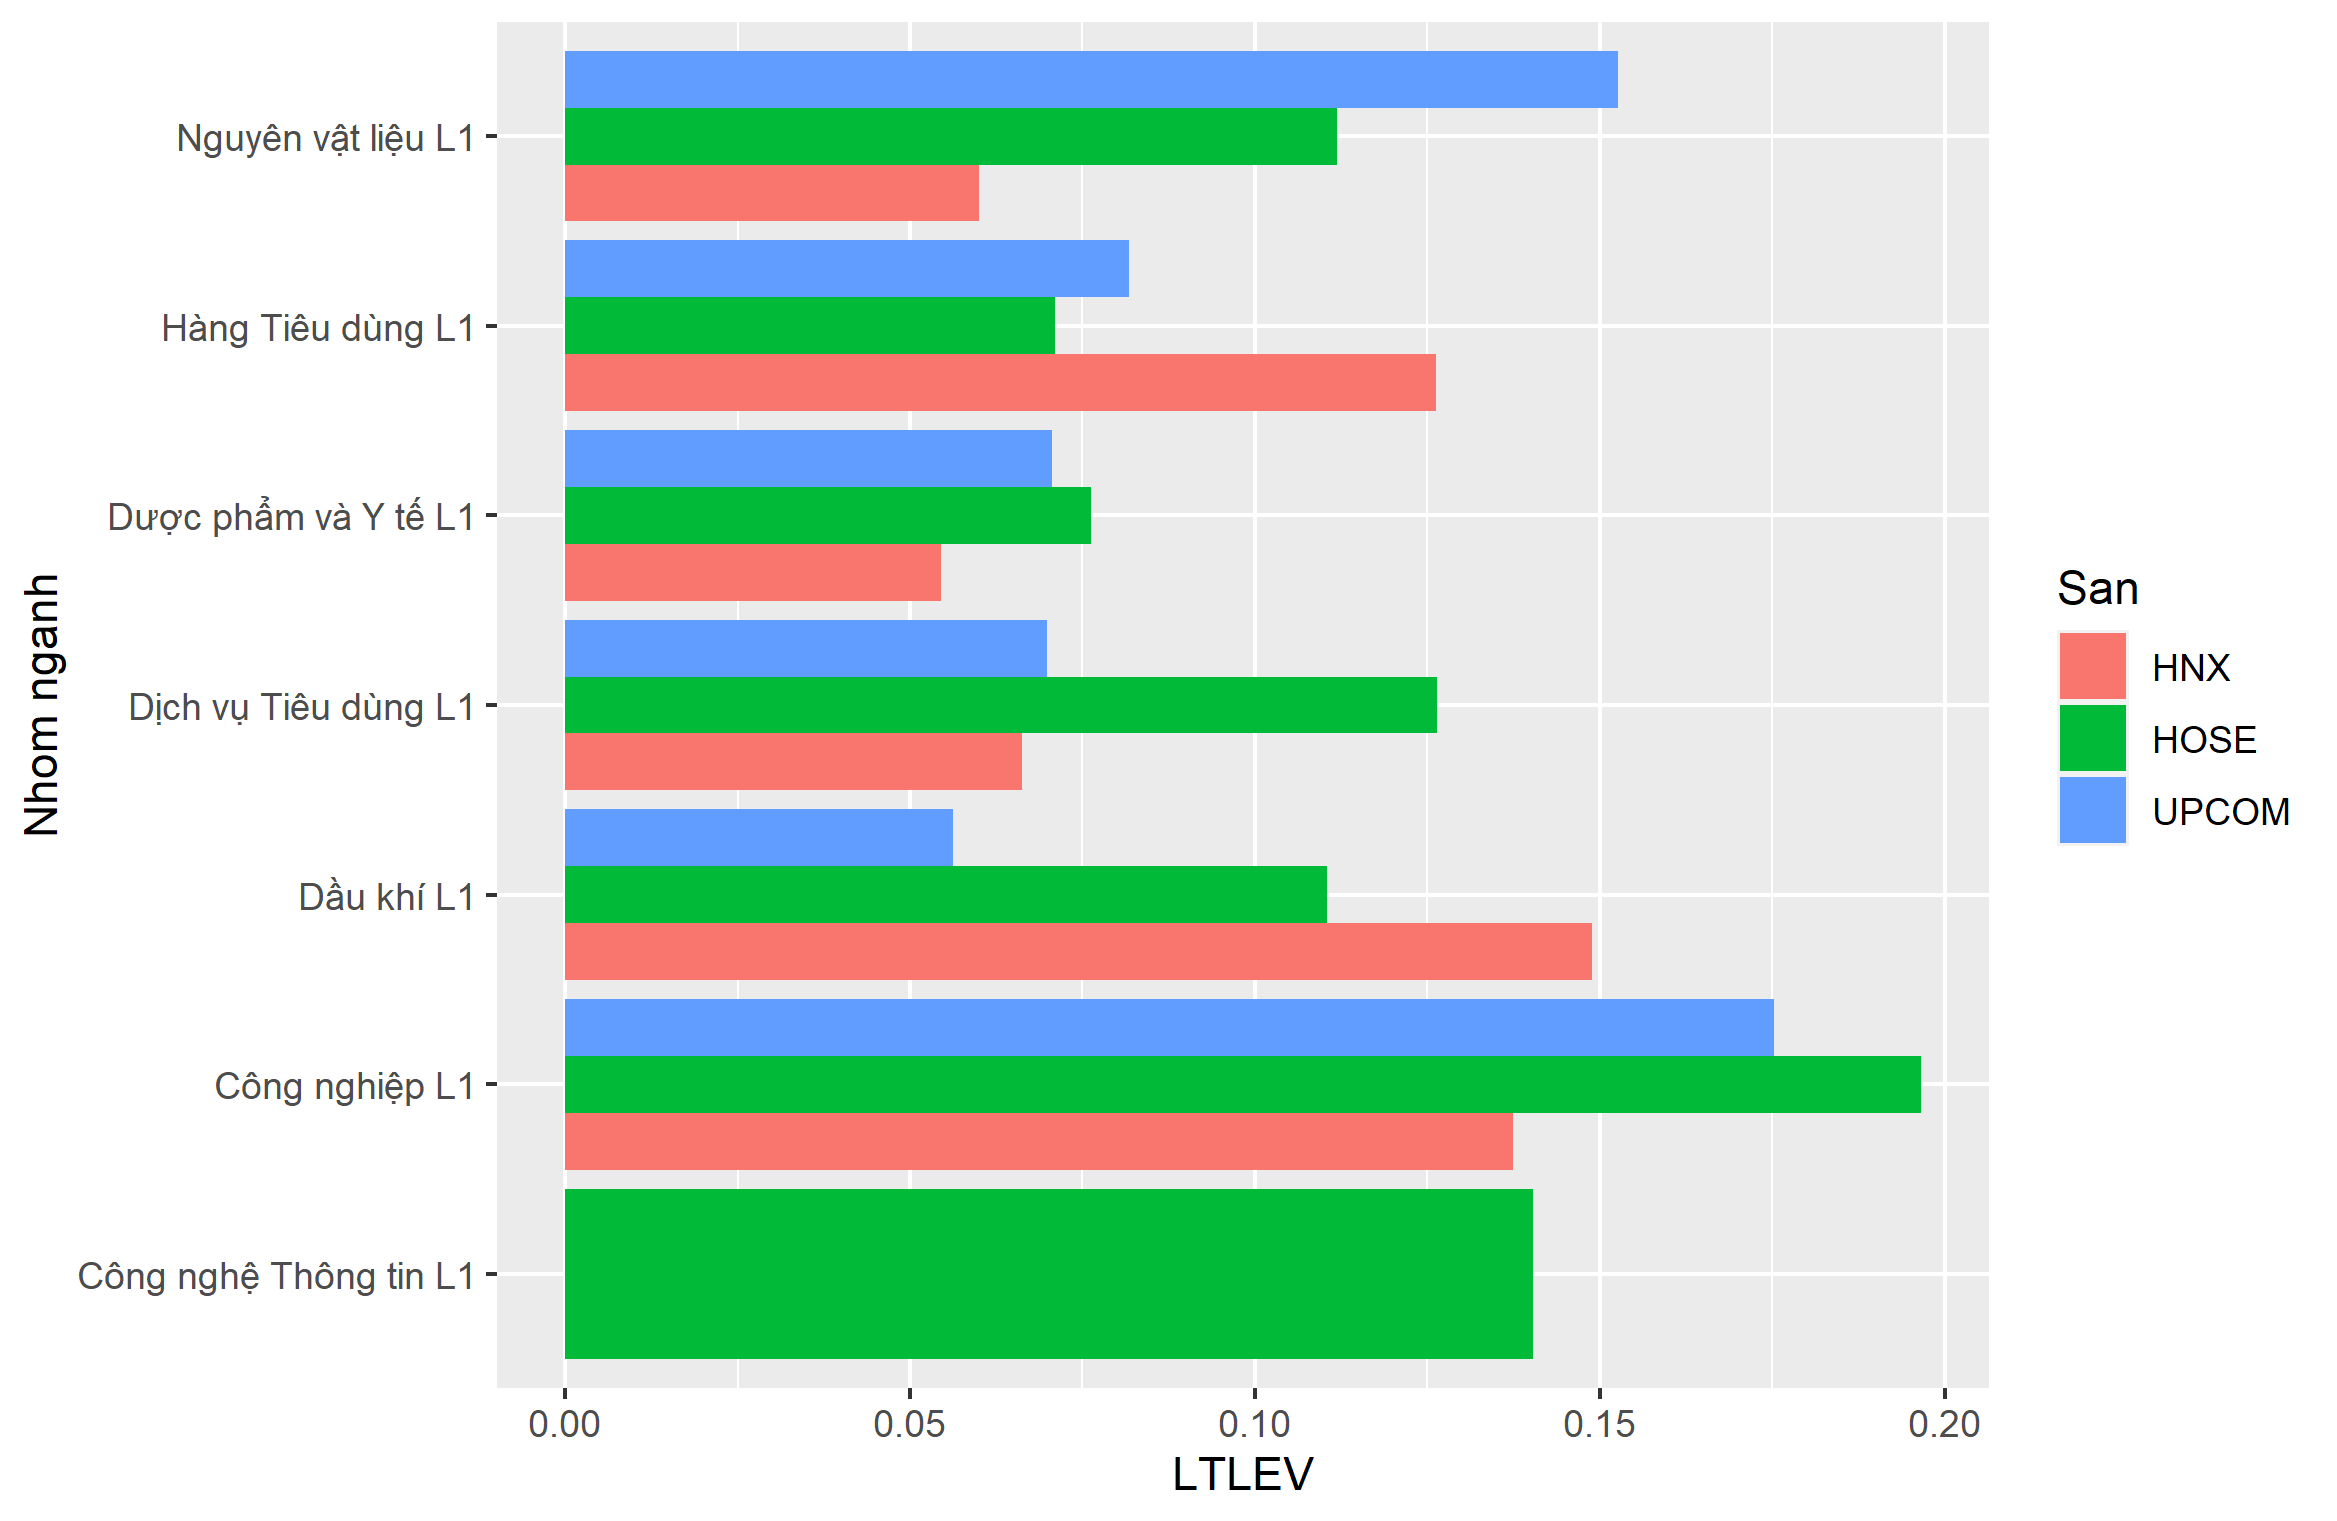 Nhom nganh
Nguyên vật liệu L1
Hàng Tiêu dùng L1
Dược phẩm và Y tế L1
Dịch vụ Tiêu dùng L1
Dầu khí L1
Công nghiệp L1
Công nghệ Thông tin L1
0.00 0.05 0.10 0.15 0.20
LTLEV
San
HNX
HOSE
UPCOM